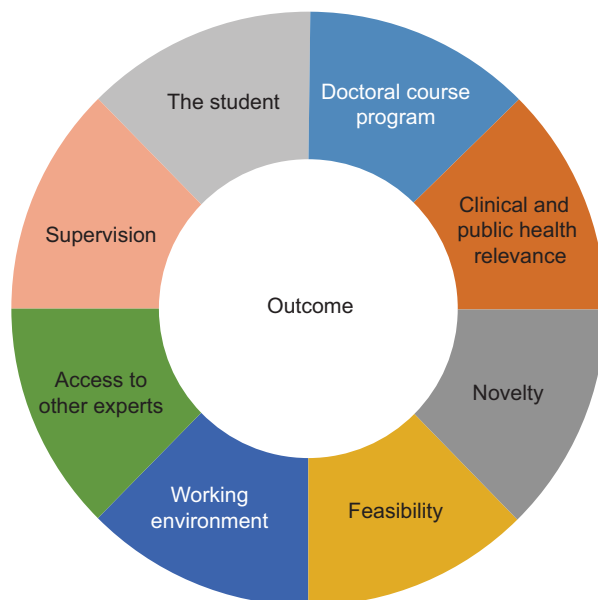 The student
Doctoral course
program
Clinical and
public health
relevance
Supervision
Outcome
Access to
other experts
Novelty
Working
environment
Feasibility